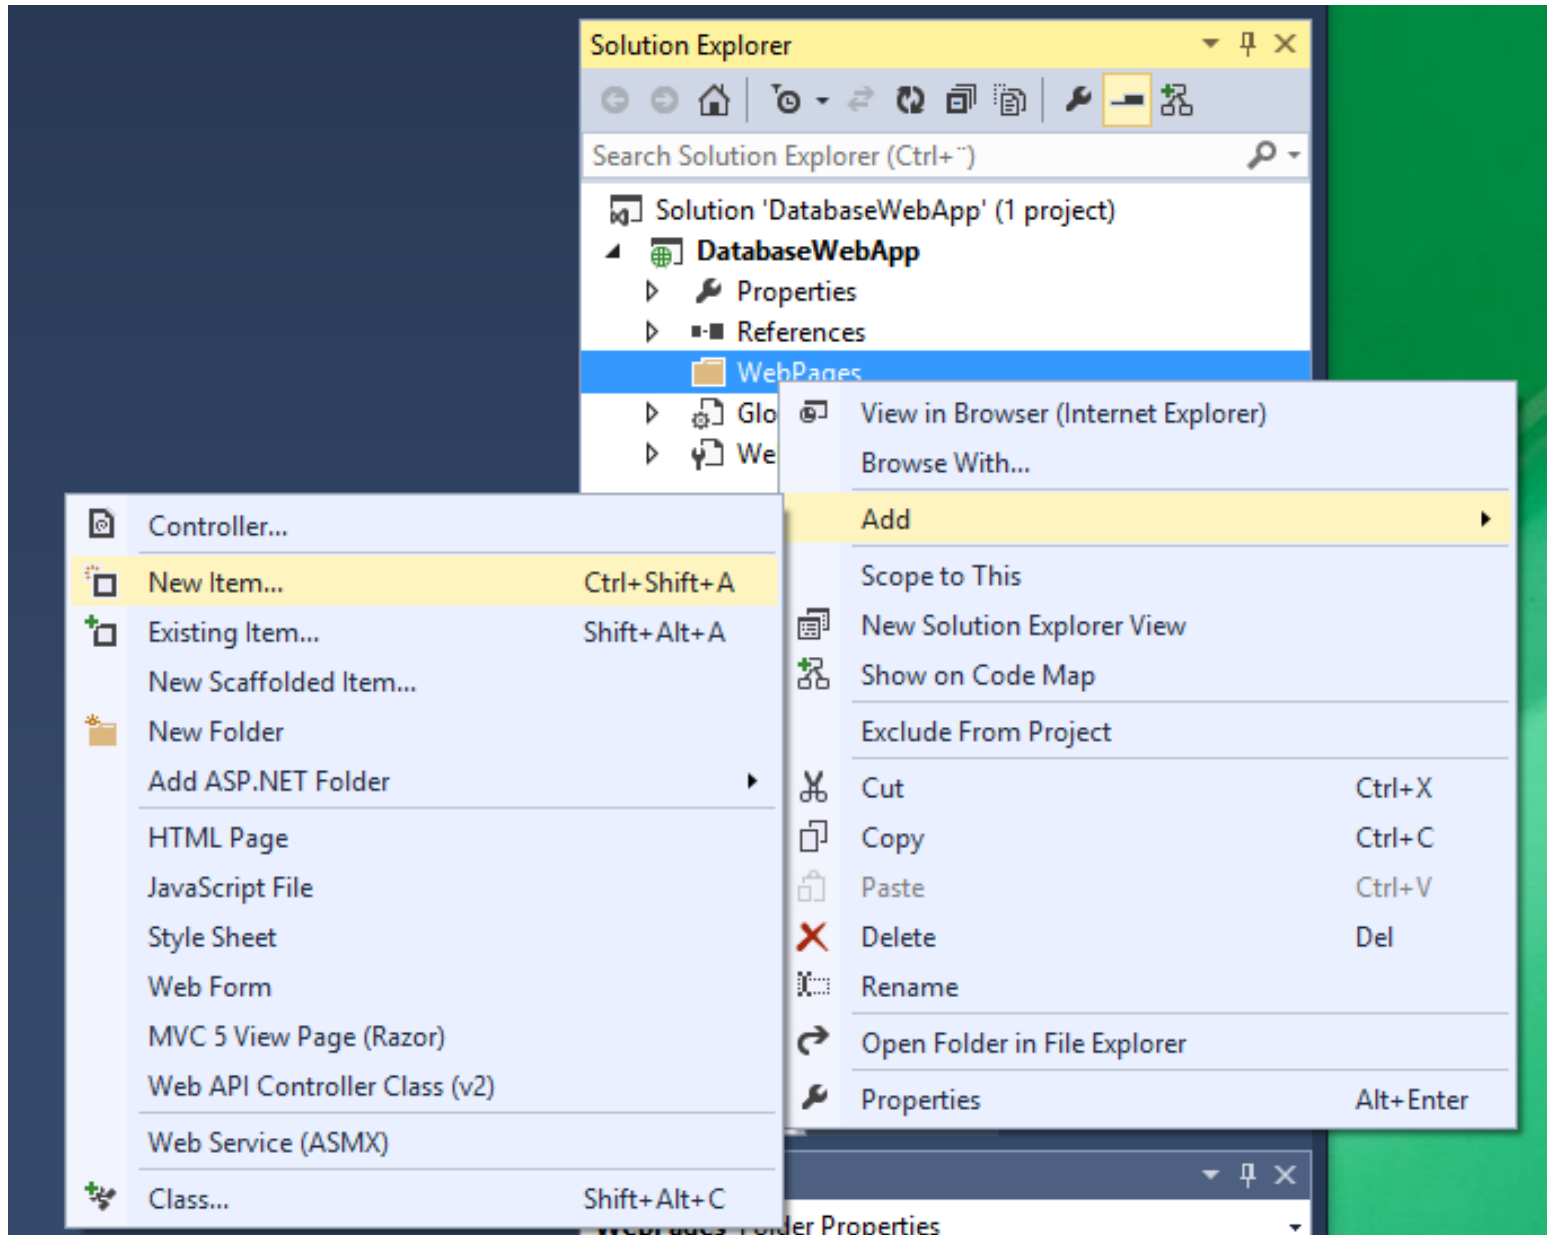 Solution Explorer
Search Solution Explorer (Ctrl+¨)
Solution 'DatabaseWebApp' (1 project)
DatabaseWebApp
Properties
References
WebPages
Glo
We
View in Browser (Internet Explorer)
Browse With...
Add
Scope to This
New Solution Explorer View
Show on Code Map
Exclude From Project
Cut Ctrl+X
Copy Ctrl+C
Paste Ctrl+V
Delete Del
Rename
Open Folder in File Explorer
Properties Alt+Enter
Controller...
New Item... Ctrl+Shift+A
Existing Item... Shift+Alt+A
New Scaffolded Item...
New Folder
Add ASP.NET Folder
HTML Page
JavaScript File
Style Sheet
Web Form
MVC 5 View Page (Razor)
Web API Controller Class (v2)
Web Service (ASMX)
Class... Shift+Alt+C
WebPages Folder Properties